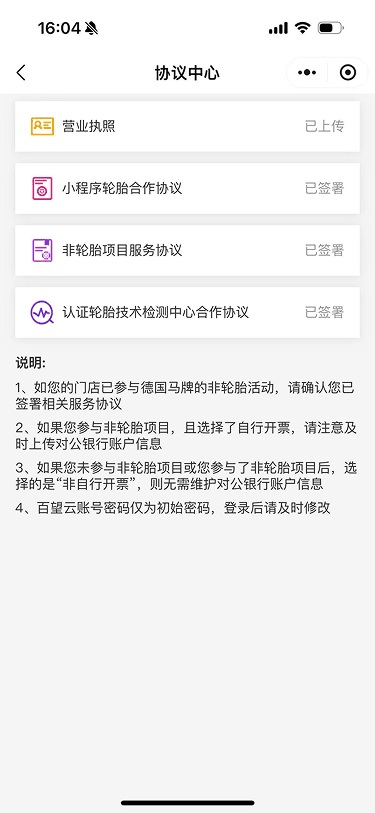 16:04
协议中心
营业执照 已上传
小程序轮胎合作协议 已签署
非轮胎项目服务协议 已签署
认证轮胎技术检测中心合作协议 已签署
说明:
1、如您的门店已参与德国马牌的非轮胎活动，请确认您已
签署相关服务协议
2、如果您参与非轮胎项目，且选择了自行开票，请注意及
时上传对公银行账户信息
3、如果您未参与非轮胎项目或您参与了非轮胎项目后，选
择的是“非自行开票”，则无需维护对公银行账户信息
4、百望云账号密码仅为初始密码，登录后请及时修改